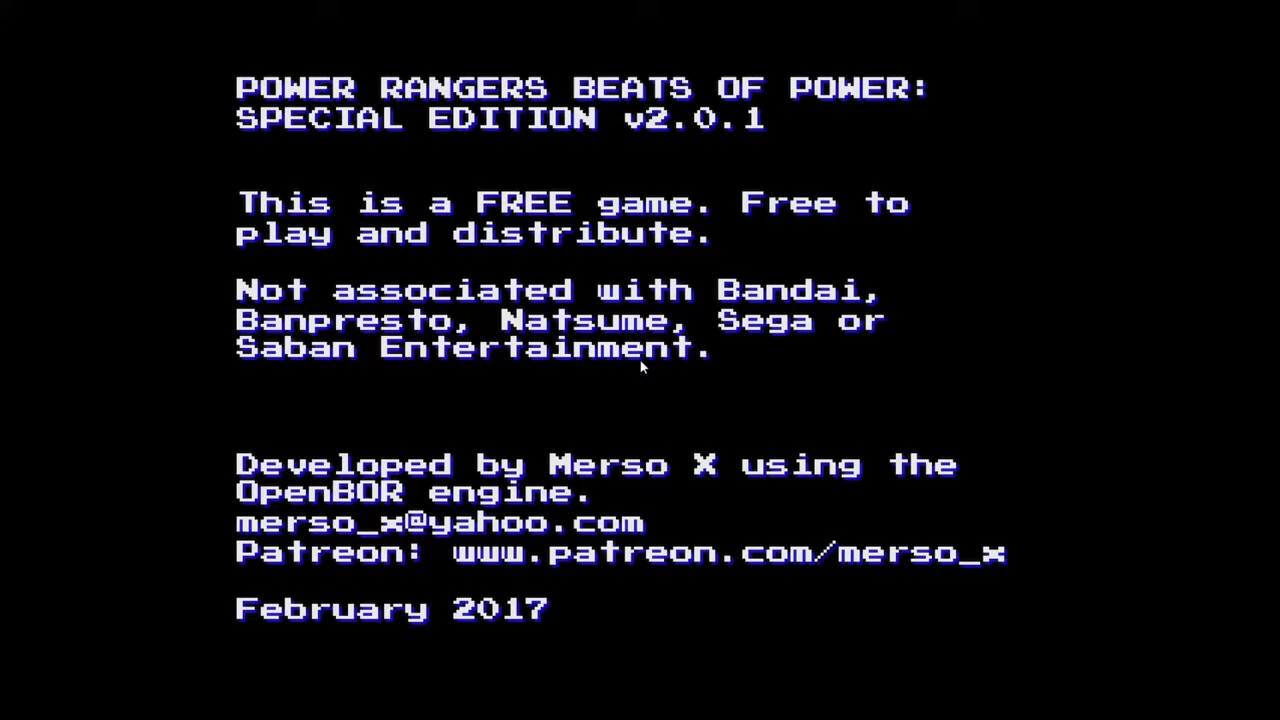 POWER RANGERS BEATS OF POWER:
SPECIAL EDITION v2.0.1
This is a FREE game. Free to
play and distribute.
Not associated with Bandai,
Banpresto, Natsume, Sega or
Saban Entertainment.
Developed by Merso X using the
OpenBOR engine.
merso_x@yahoo.com
Patreon: www.patreon.com/merso_x
February 2017